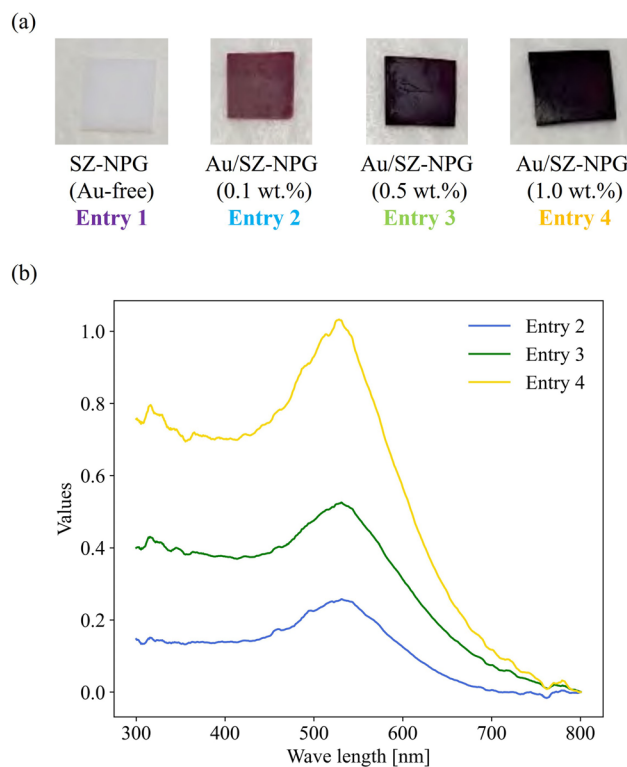 (a)
SZ-NPG Au/SZ-NPG Au/SZ-NPG Au/SZ-NPG
(Au-free) (0.1 wt.%) (0.5 wt.%) (1.0 wt.%)
Entry 1 Entry 2 Entry 3 Entry 4
(b)
Entry 2
Entry 3
Entry 4
1.0
0.8
0.6
0.4
0.2
0.0
Values
300 400 500 600 700 800
Wave length [nm]